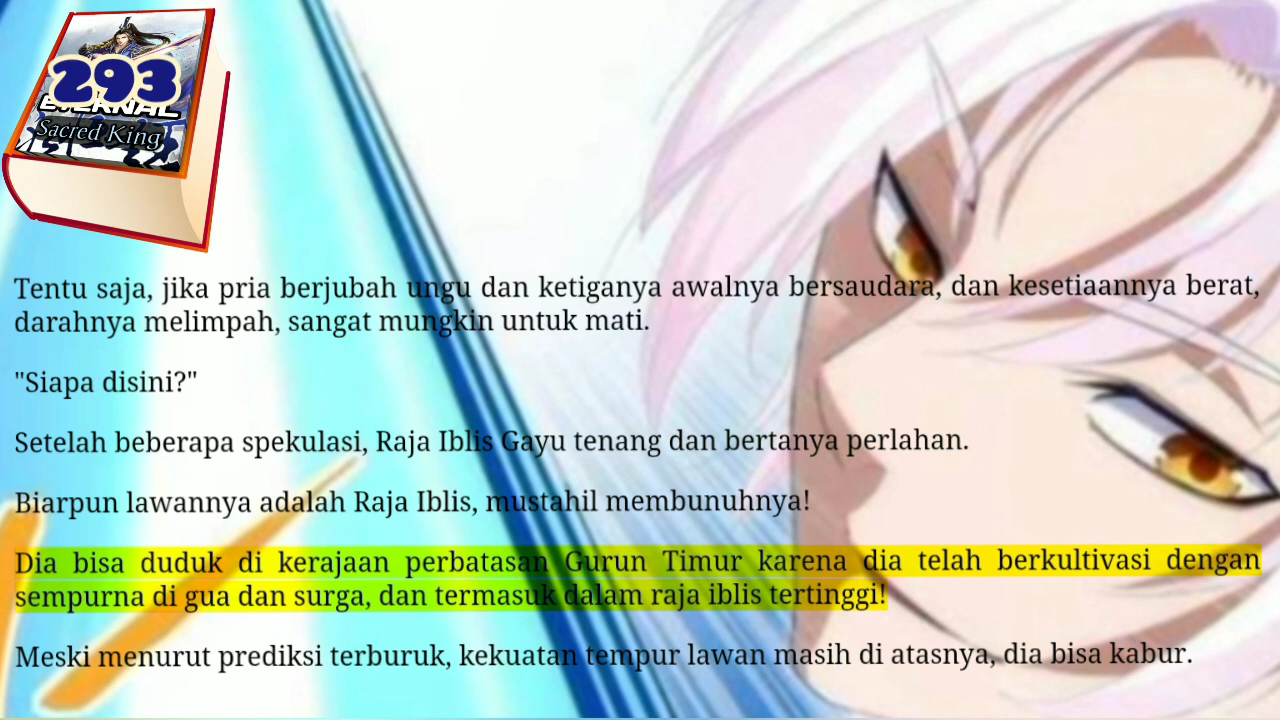 293
ETERNAL
Sacred King
Tentu saja, jika pria berjubah ungu dan ketiganya awalnya bersaudara, dan kesetiaannya berat,
darahnya melimpah, sangat mungkin untuk mati.
"Siapa disini?"
Setelah beberapa spekulasi, Raja Iblis Gayu tenang dan bertanya perlahan.
Biarpun lawannya adalah Raja Iblis, mustahil membunuhnya!
Dia bisa duduk di kerajaan perbatasan Gurun Timur karena dia telah berkultivasi dengan
sempurna di gua dan surga, dan termasuk dalam raja iblis tertinggi!
Meski menurut prediksi terburuk, kekuatan tempur lawan masih di atasnya, dia bisa kabur.